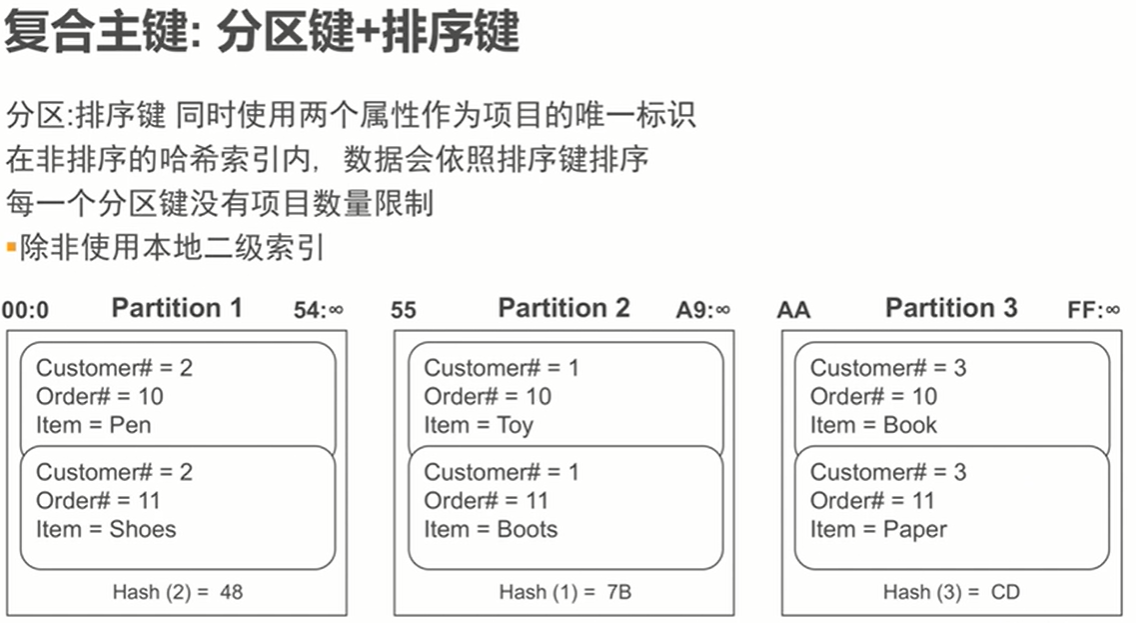 复合主键: 分区键+排序键
分区:排序键 同时使用两个属性作为项目的唯一标识
在非排序的哈希索引内, 数据会依照排序键排序
每一个分区键没有项目数量限制
▪除非使用本地二级索引
00:0 Partition 1 54:∞ 55 Partition 2 A9:∞ AA Partition 3 FF:∞
Customer# = 2
Order# = 10
Item = Pen
Customer# = 2
Order# = 11
Item = Shoes
Hash (2) = 48
Customer# = 1
Order# = 10
Item = Toy
Customer# = 1
Order# = 11
Item = Boots
Hash (1) = 7B
Customer# = 3
Order# = 10
Item = Book
Customer# = 3
Order# = 11
Item = Paper
Hash (3) = CD